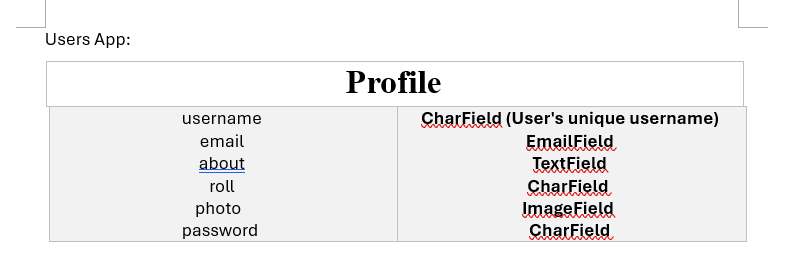 Users App:
Profile
username CharField (User's unique username)
email EmailField
about TextField
roll CharField
photo ImageField
password CharField